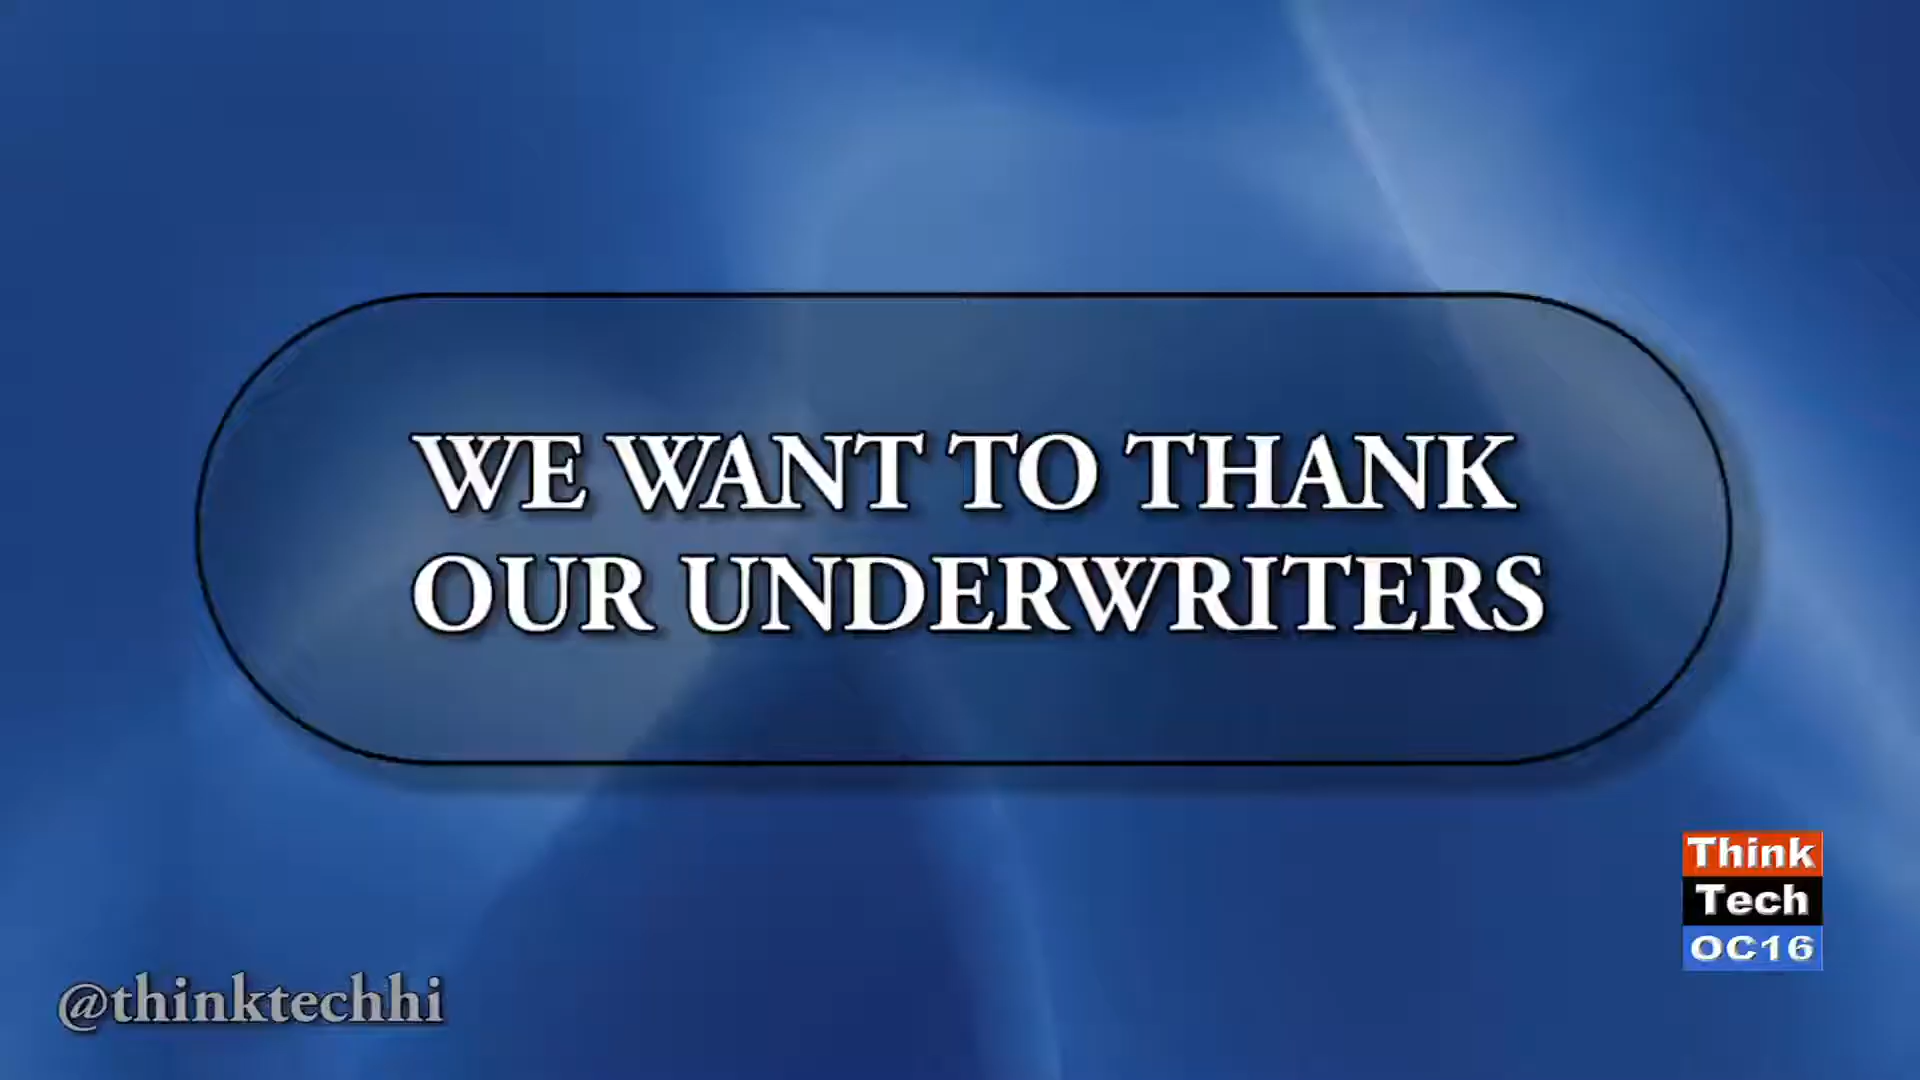 WE WANT TO THANK
OUR UNDERWRITERS
Think
Tech
OC16
@thinktechhi